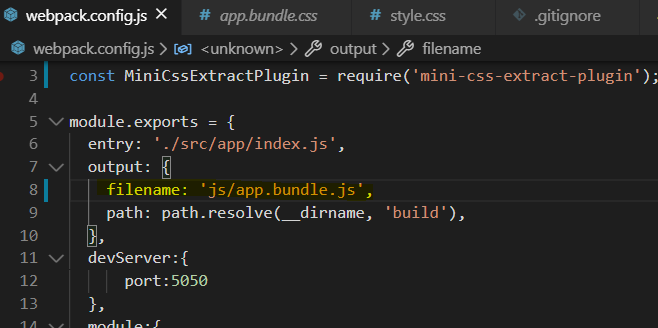 webpack.config.js × # app.bundle.css # style.css .gitignore
webpack.config.js > <unknown> > output > filename
3 const MiniCssExtractPlugin = require('mini-css-extract-plugin');
4
5 module.exports = {
6 entry: './src/app/index.js',
7 output: {
8 filename: 'js/app.bundle.js',
9 path: path.resolve(__dirname, 'build'),
10 },
11 devServer:{
12 port:5050
13 },
14 module:{